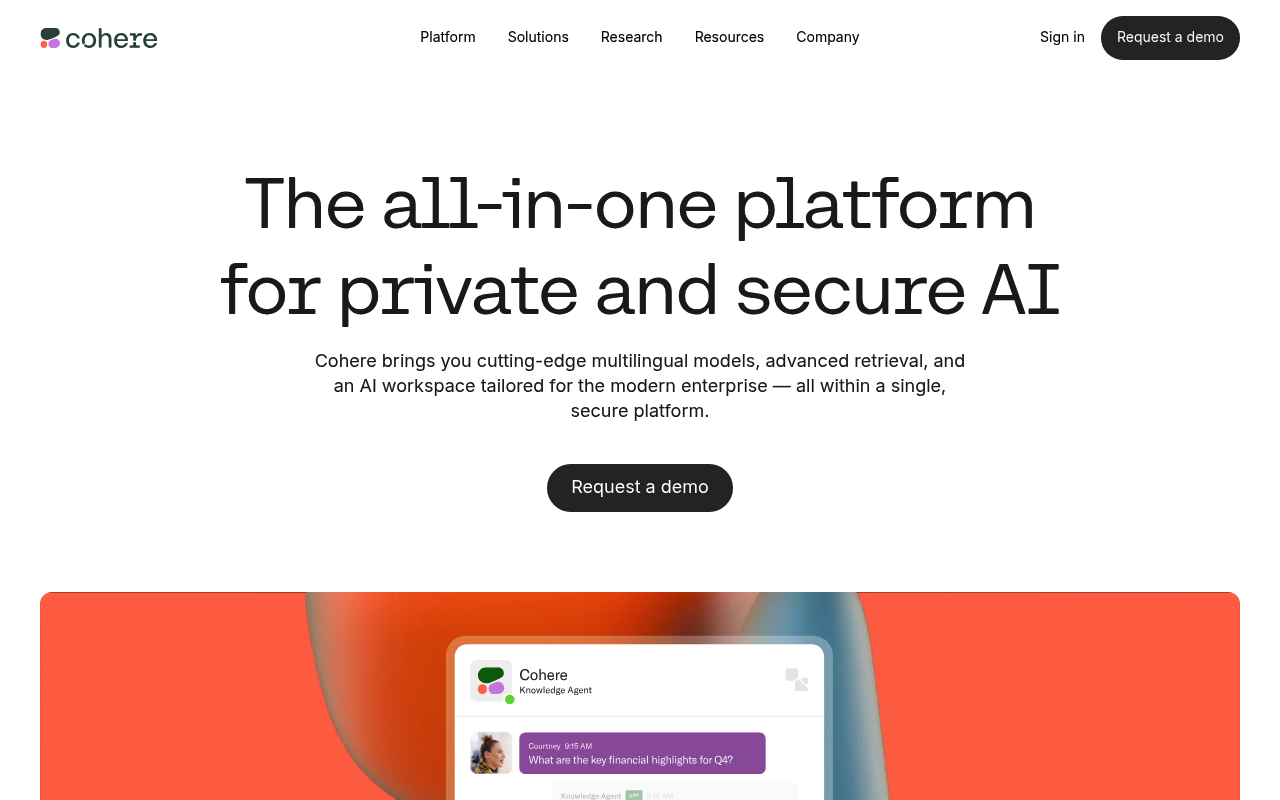 cohere
Platform
Solutions
Research
Resources
Company
Sign in
Request a demo
The all-in-one platform
for private and secure AI
Cohere brings you cutting-edge multilingual models, advanced retrieval, and
an AI workspace tailored for the modern enterprise — all within a single,
secure platform.
Request a demo
Cohere
Knowledge Agent
Courtney 9:15 AM
What are the key financial highlights for Q4?
Knowledge Agent APP 9:16 AM